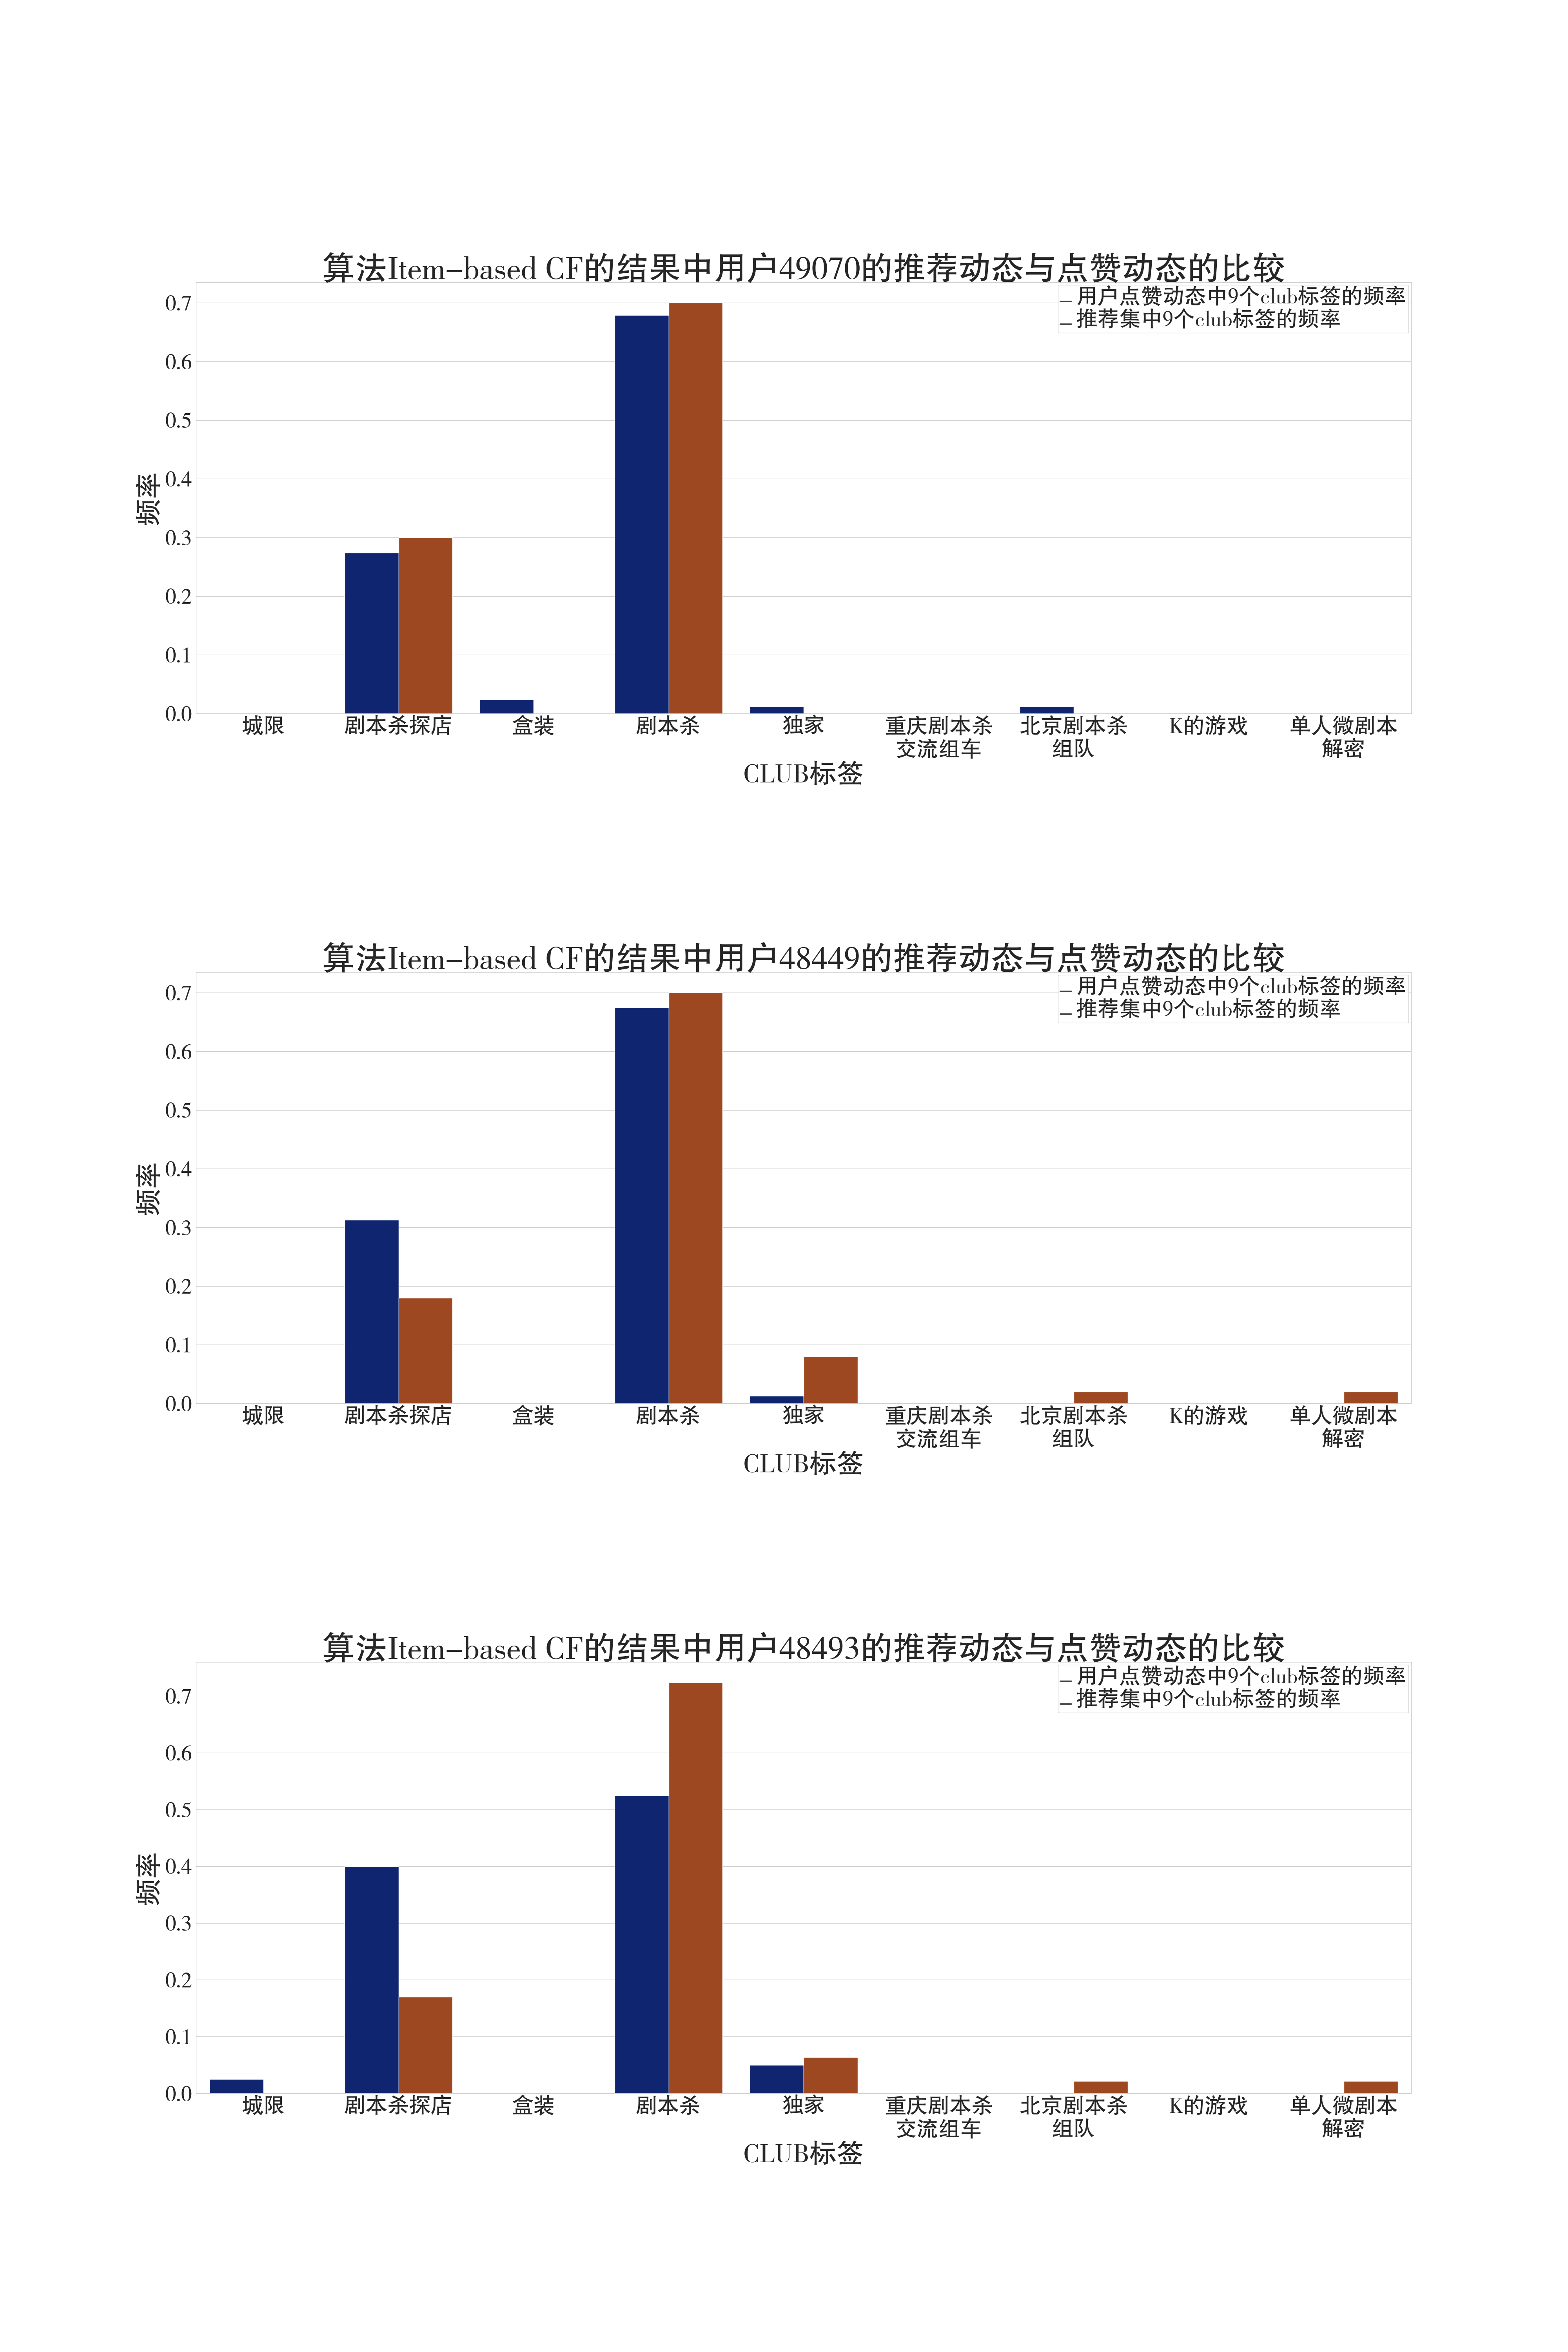 算法Item-based CF的结果中用户49070的推荐动态与点赞动态的比较
用户点赞动态中9个club标签的频率
推荐集中9个club标签的频率
0.7
0.6
0.5
0.4
0.3
0.2
0.1
0.0
频率
城限 剧本杀探店 盒装 剧本杀 独家 重庆剧本杀 北京剧本杀 K的游戏 单人微剧本
交流组车 组队 解密
CLUB标签
算法Item-based CF的结果中用户48449的推荐动态与点赞动态的比较
用户点赞动态中9个club标签的频率
推荐集中9个club标签的频率
0.7
0.6
0.5
0.4
0.3
0.2
0.1
0.0
频率
城限 剧本杀探店 盒装 剧本杀 独家 重庆剧本杀 北京剧本杀 K的游戏 单人微剧本
交流组车 组队 解密
CLUB标签
算法Item-based CF的结果中用户48493的推荐动态与点赞动态的比较
用户点赞动态中9个club标签的频率
推荐集中9个club标签的频率
0.7
0.6
0.5
0.4
0.3
0.2
0.1
0.0
频率
城限 剧本杀探店 盒装 剧本杀 独家 重庆剧本杀 北京剧本杀 K的游戏 单人微剧本
交流组车 组队 解密
CLUB标签